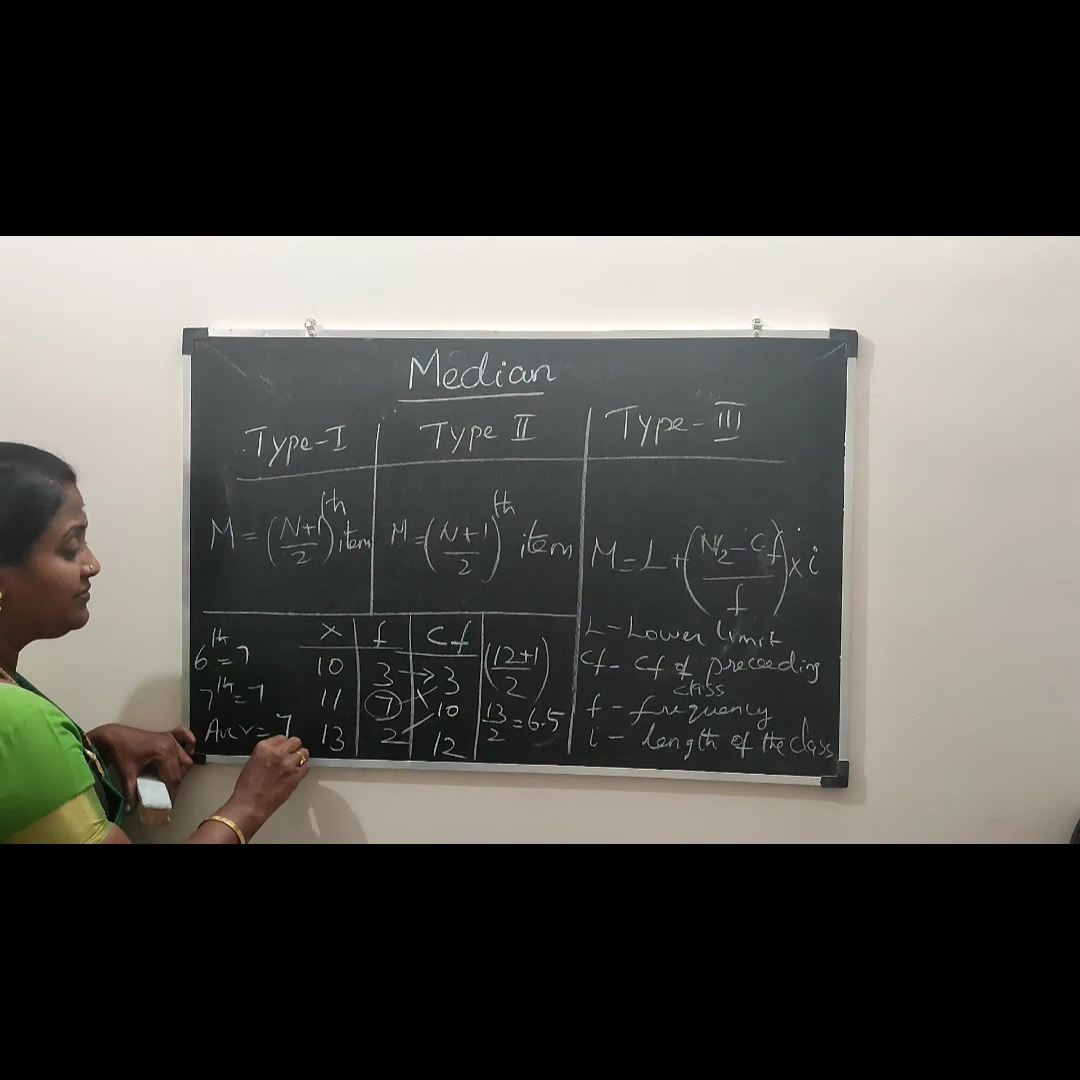 Median
Type-I
Type II
Type-III
M = (N+1/2)th item
M = (N+1/2)th item
M = L + (N/2 - Cf / f) x i
6th = 7
7th = 7
Aver = 7
x f Cf
10 3 3
11 7 10
13 2 12
(12+1/2)
13/2 = 6.5
L - Lower limit
Cf - Cf of preceeding
class
f - frequency
i - length of the class